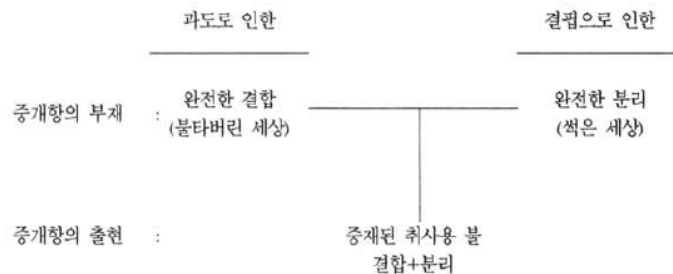 과도로 인한 결핍으로 인한
중개항의 부재 : 완전한 결합 완전한 분리
(불타버린 세상) (썩은 세상)
중개항의 출현 : 중재된 취사용 불
결합+분리